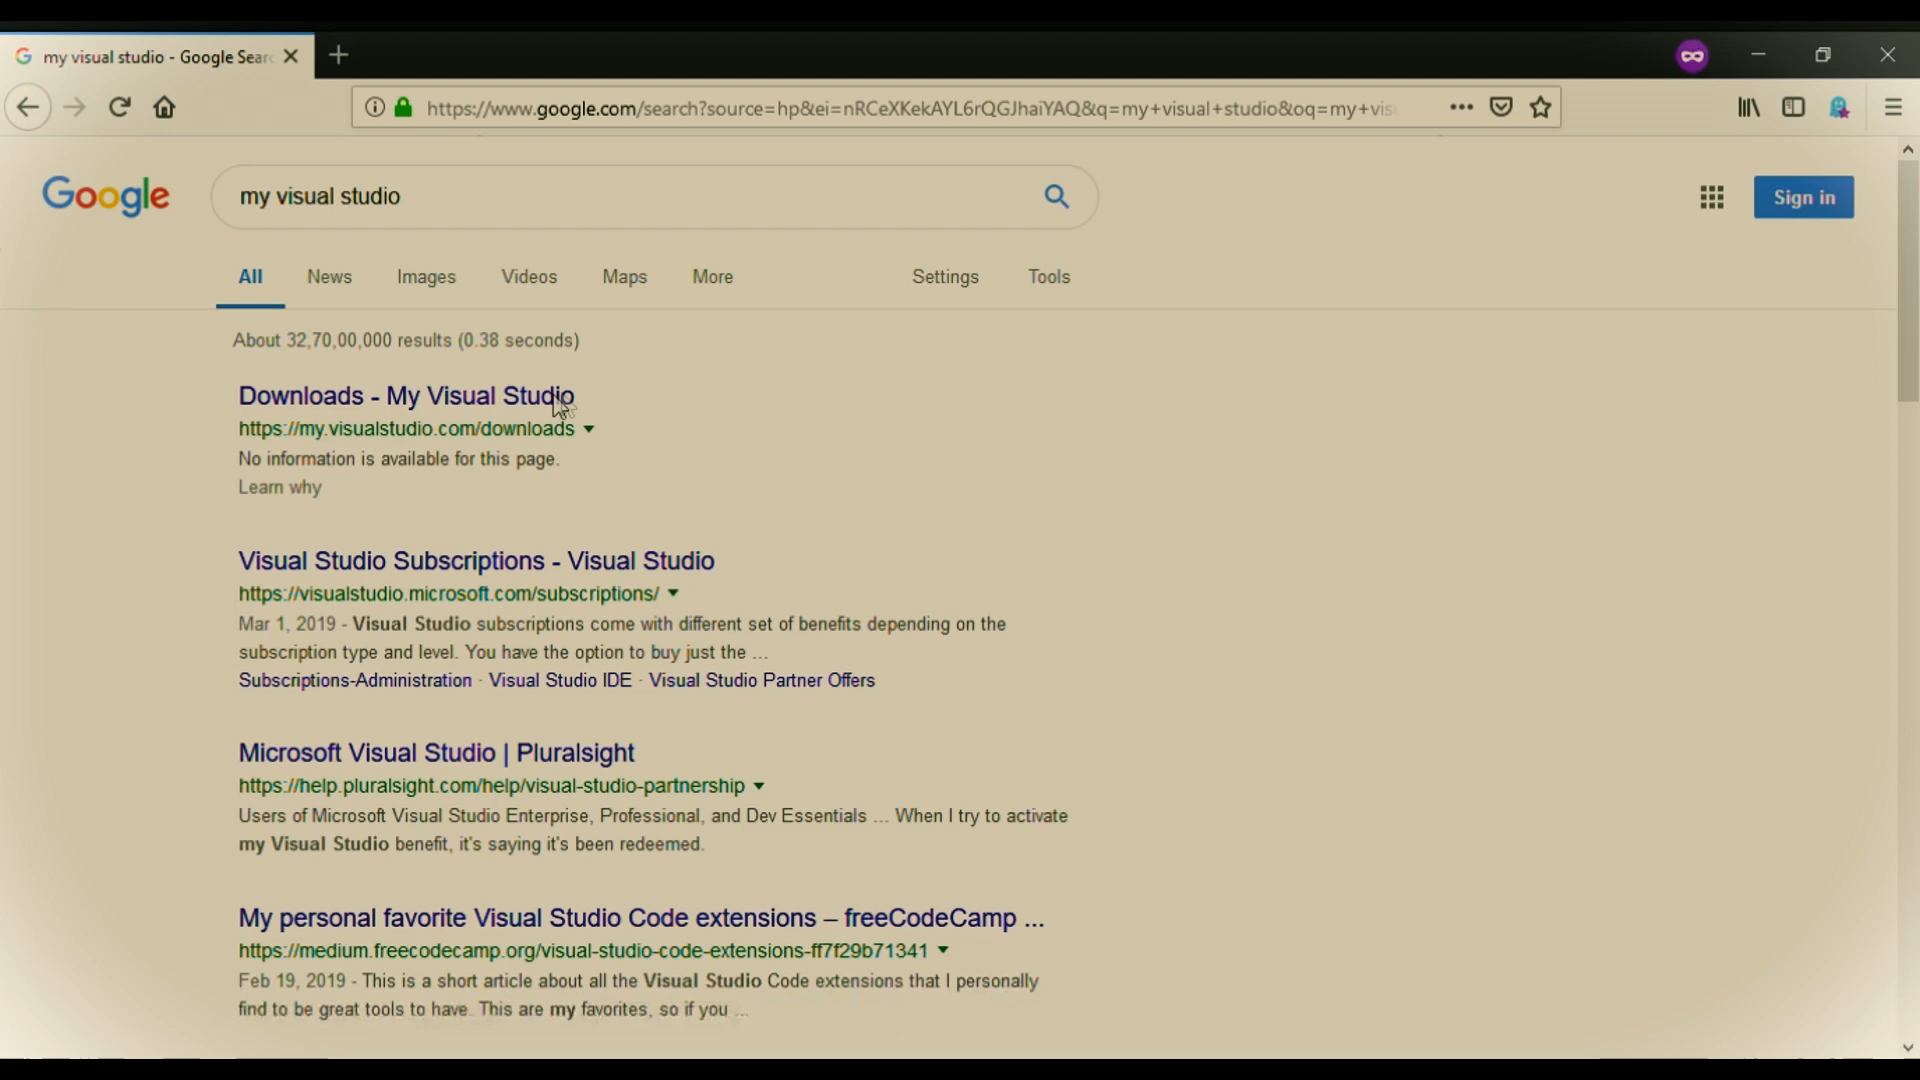 my visual studio - Google Sear
https://www.google.com/search?source=hp&ei=nRCeXKekAYL6rQGJhaiYAQ&q=my+visual+studio&oq=my+vis
Google
my visual studio
Sign in
All News Images Videos Maps More Settings Tools
About 32,70,00,000 results (0.38 seconds)
Downloads - My Visual Studio
https://my.visualstudio.com/downloads
No information is available for this page.
Learn why
Visual Studio Subscriptions - Visual Studio
https://visualstudio.microsoft.com/subscriptions/
Mar 1, 2019 - Visual Studio subscriptions come with different set of benefits depending on the
subscription type and level. You have the option to buy just the ...
Subscriptions-Administration · Visual Studio IDE · Visual Studio Partner Offers
Microsoft Visual Studio | Pluralsight
https://help.pluralsight.com/help/visual-studio-partnership
Users of Microsoft Visual Studio Enterprise, Professional, and Dev Essentials ... When I try to activate
my Visual Studio benefit, it's saying it's been redeemed.
My personal favorite Visual Studio Code extensions – freeCodeCamp ...
https://medium.freecodecamp.org/visual-studio-code-extensions-ff7f29b71341
Feb 19, 2019 - This is a short article about all the Visual Studio Code extensions that I personally
find to be great tools to have. This are my favorites, so if you ...